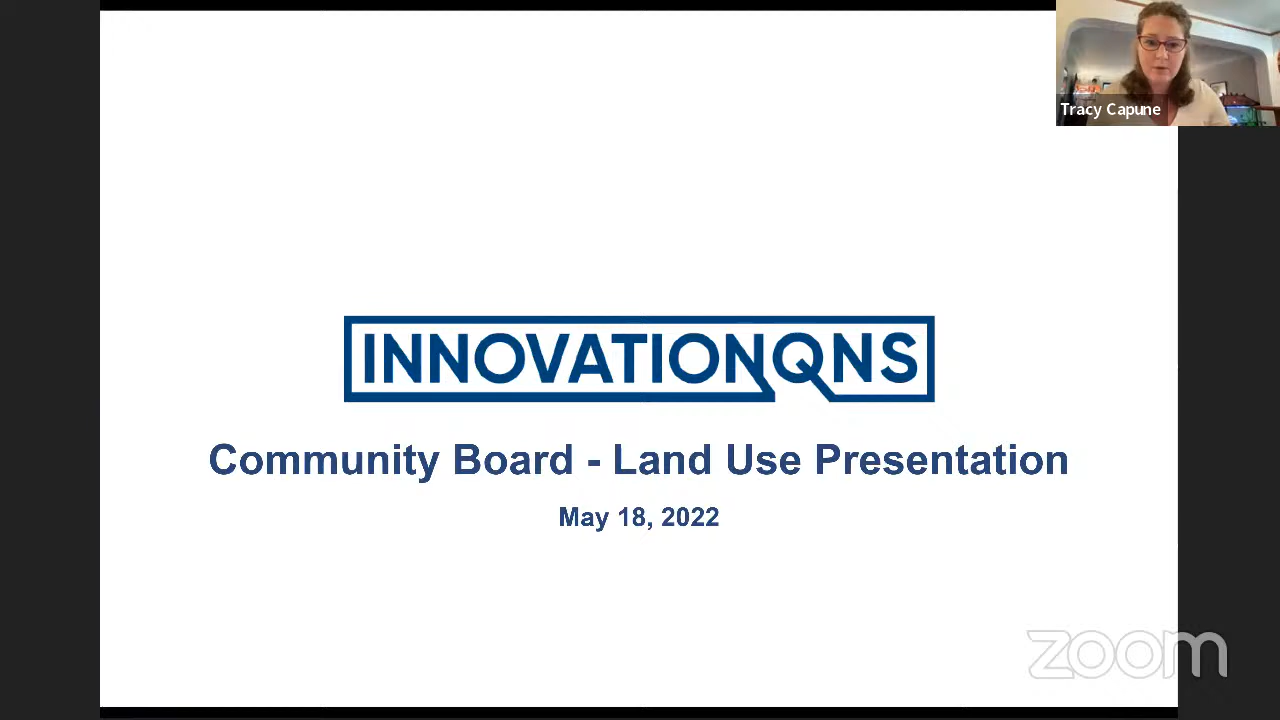 Tracy Capune
INNOVATIONQNS
Community Board - Land Use Presentation
May 18, 2022
zoom